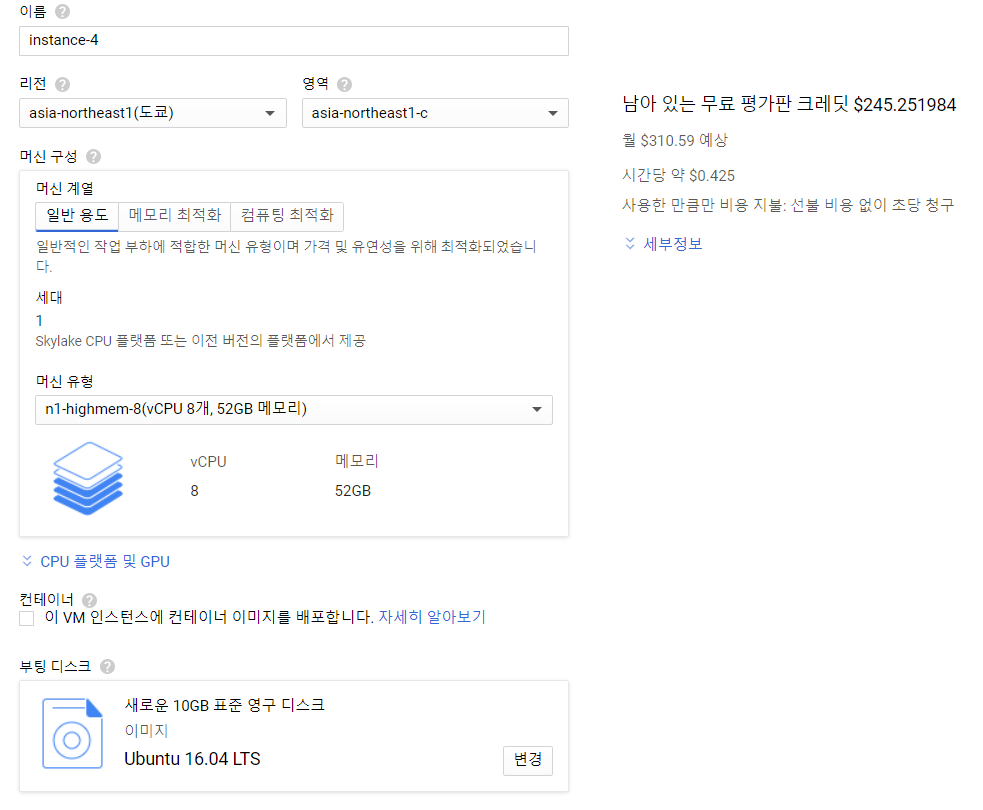 이름
instance-4
리전
영역
asia-northeast1(도쿄)
asia-northeast1-c
머신 구성
머신 계열
일반 용도
메모리 최적화
컴퓨팅 최적화
일반적인 작업 부하에 적합한 머신 유형이며 가격 및 유연성을 위해 최적화되었습니
다.
세대
1
Skylake CPU 플랫폼 또는 이전 버전의 플랫폼에서 제공
머신 유형
n1-highmem-8(vCPU 8개, 52GB 메모리)
vCPU
메모리
8
52GB
CPU 플랫폼 및 GPU
컨테이너
이 VM 인스턴스에 컨테이너 이미지를 배포합니다. 자세히 알아보기
부팅 디스크
새로운 10GB 표준 영구 디스크
이미지
Ubuntu 16.04 LTS
변경
남아 있는 무료 평가판 크레딧 $245.251984
월 $310.59 예상
시간당 약 $0.425
사용한 만큼만 비용 지불: 선불 비용 없이 초당 청구
세부정보